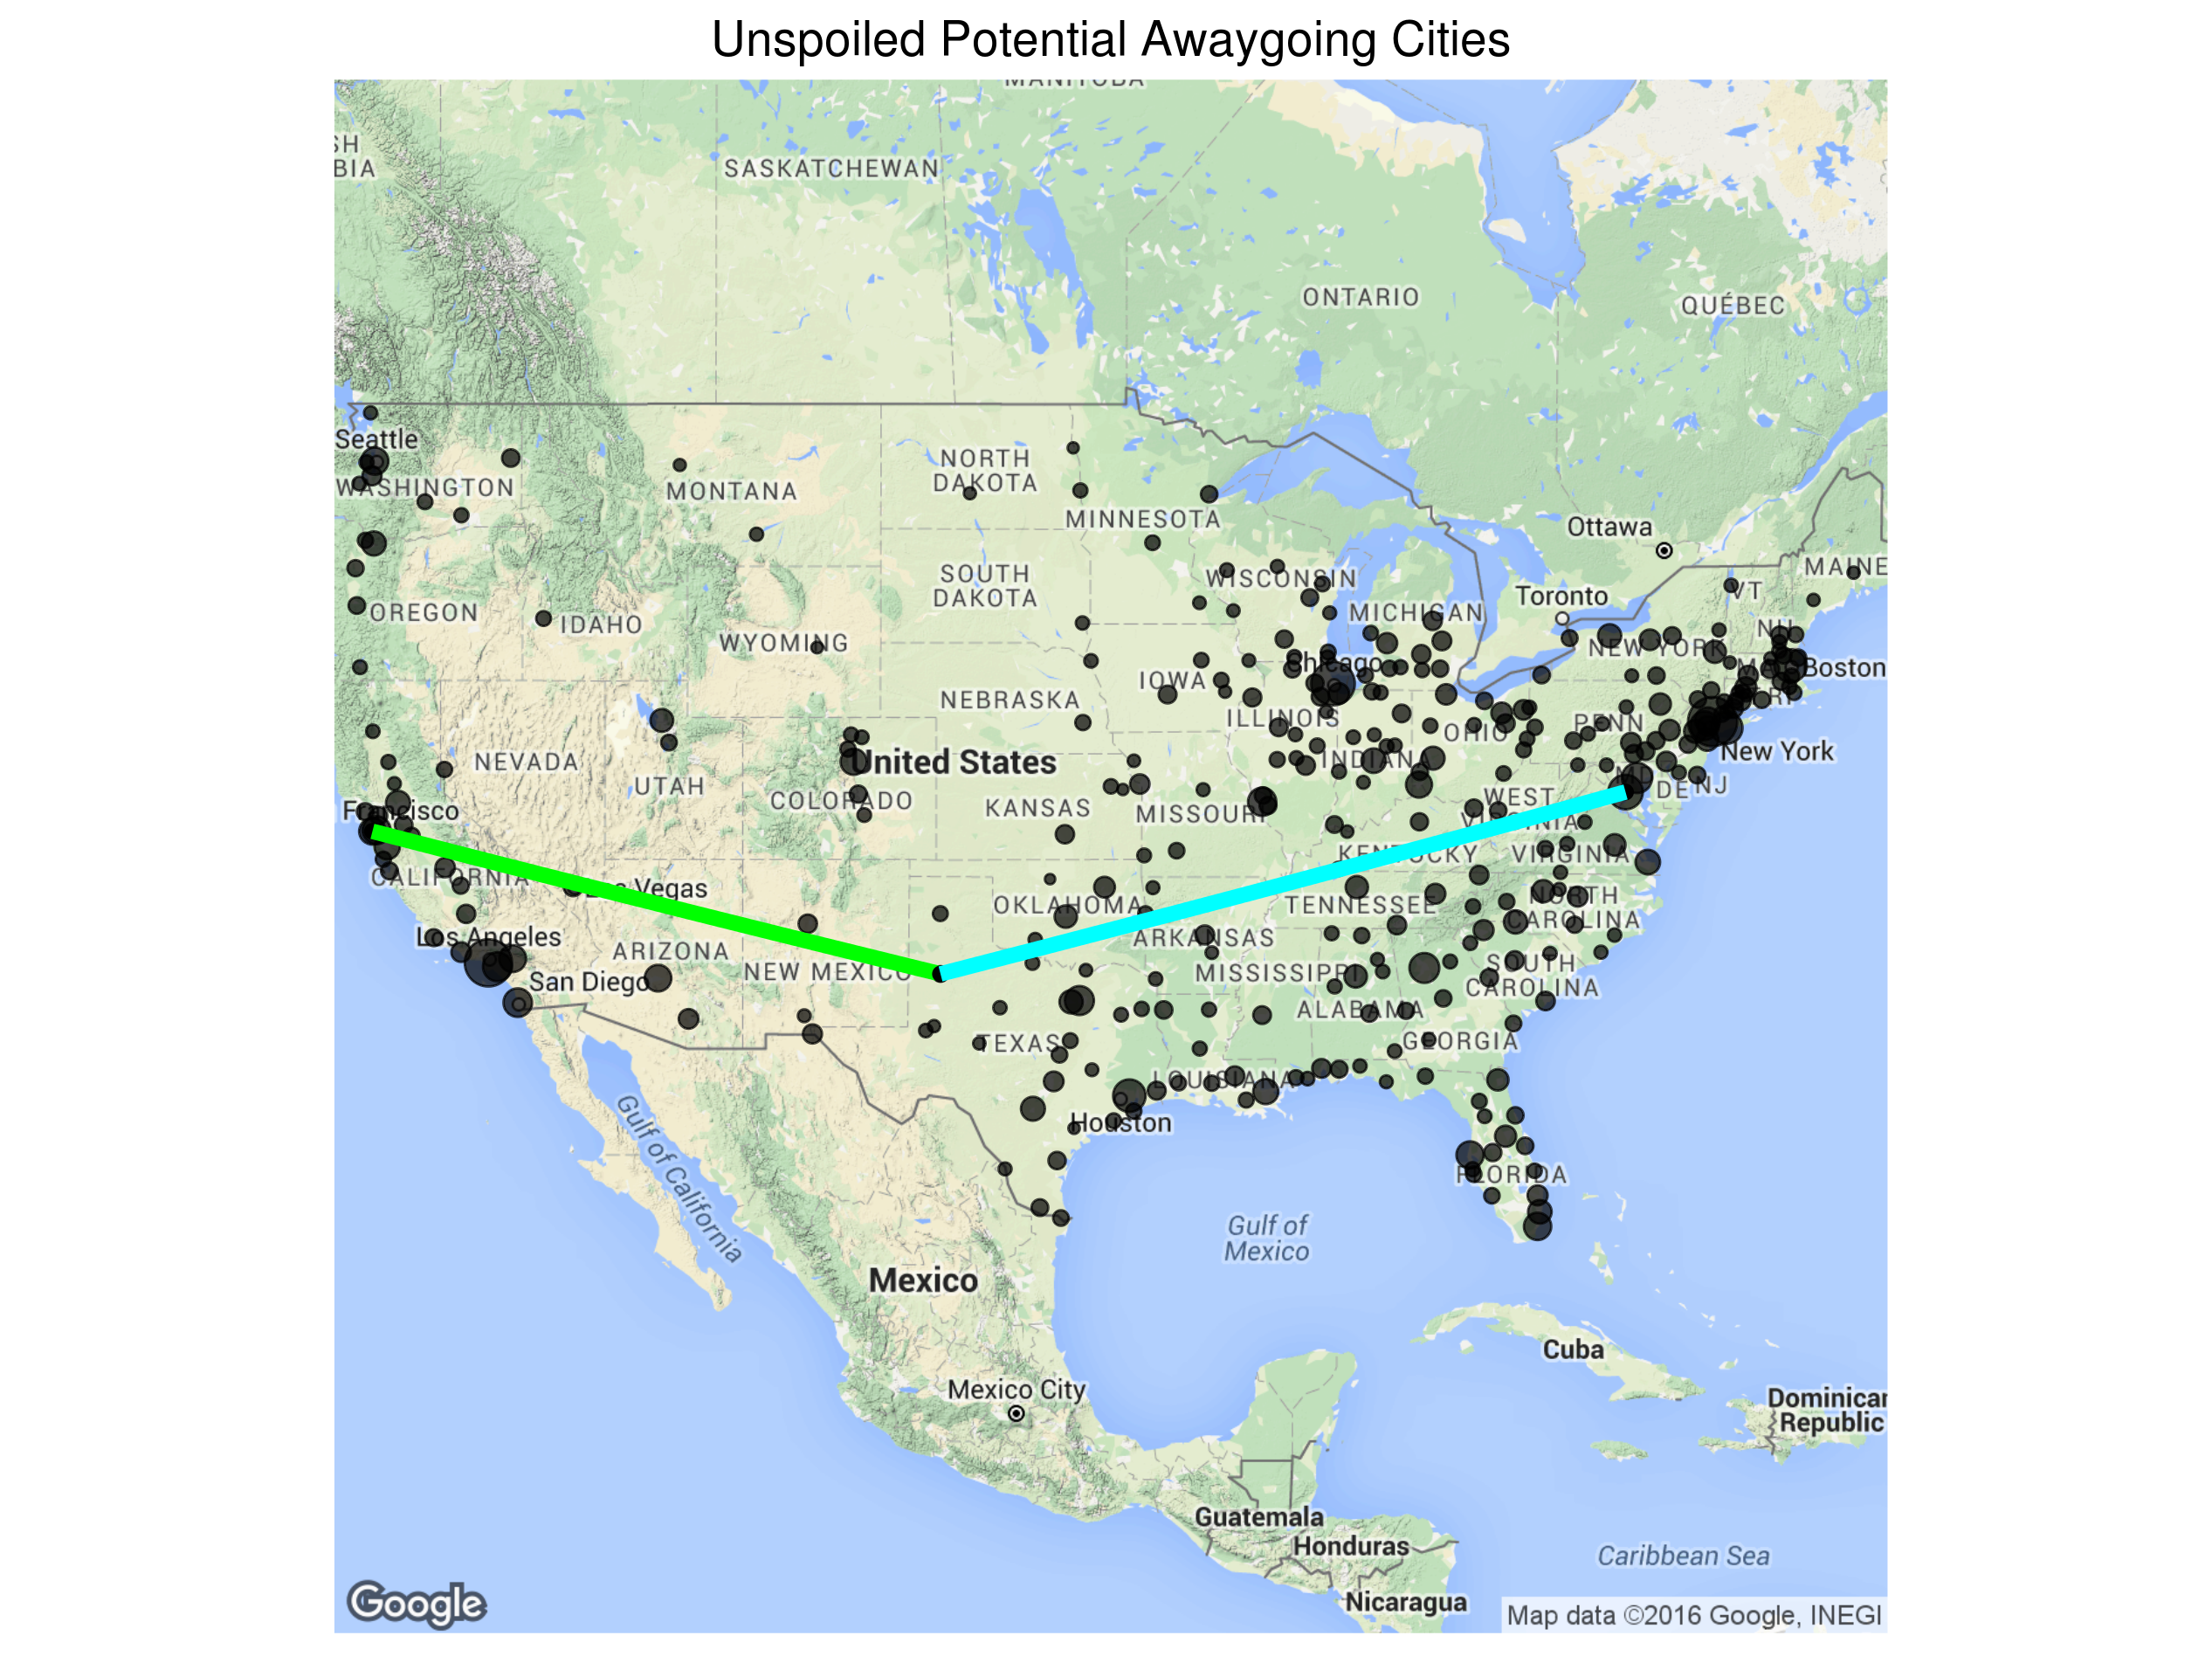 Unspoiled Potential Awaygoing Cities
MANITOBA
SH
BIA
SASKATCHEWAN
ONTARIO
QUÉBEC
Seattle
WASHINGTON
MONTANA
NORTH
DAKOTA
MINNESOTA
Ottawa
MAINE
VT
OREGON
IDAHO
SOUTH
DAKOTA
WISCONSIN
MICHIGAN
Toronto
NH
WYOMING
NEW YORK
Chicago
MA
Boston
IOWA
RI
NEBRASKA
ILLINOIS
OHIO
PENN
New York
NEVADA
United States
INDIANA
UTAH
COLORADO
KANSAS
MISSOURI
WEST
VIRGINIA
MD
DE
NJ
Francisco
CALIFORNIA
Las Vegas
KENTUCKY
VIRGINIA
OKLAHOMA
TENNESSEE
NORTH
CAROLINA
Los Angeles
ARIZONA
NEW MEXICO
ARKANSAS
San Diego
MISSISSIPPI
SOUTH
CAROLINA
ALABAMA
TEXAS
GEORGIA
LOUISIANA
Houston
FLORIDA
Gulf of California
Gulf of
Mexico
Mexico
Cuba
Mexico City
Dominican
Republic
Guatemala
Honduras
Caribbean Sea
Nicaragua
Google
Map data ©2016 Google, INEGI